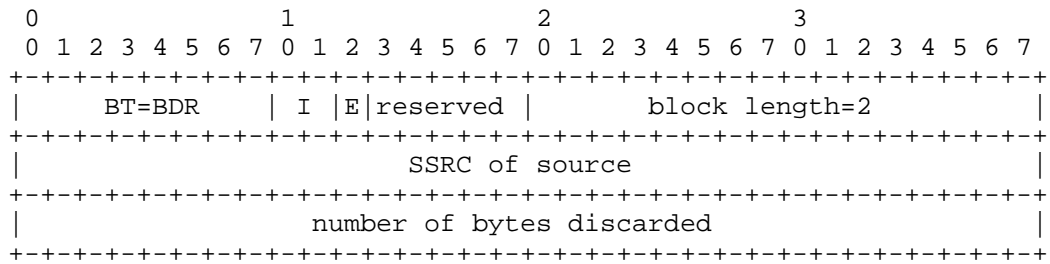 0                   1                   2                   3
0 1 2 3 4 5 6 7 0 1 2 3 4 5 6 7 0 1 2 3 4 5 6 7 0 1 2 3 4 5 6 7
+-+-+-+-+-+-+-+-+-+-+-+-+-+-+-+-+-+-+-+-+-+-+-+-+-+-+-+-+-+-+-+-+
|     BT=BDR    | I |E|reserved |       block length=2          |
+-+-+-+-+-+-+-+-+-+-+-+-+-+-+-+-+-+-+-+-+-+-+-+-+-+-+-+-+-+-+-+-+
|                        SSRC of source                         |
+-+-+-+-+-+-+-+-+-+-+-+-+-+-+-+-+-+-+-+-+-+-+-+-+-+-+-+-+-+-+-+-+
|                  number of bytes discarded                    |
+-+-+-+-+-+-+-+-+-+-+-+-+-+-+-+-+-+-+-+-+-+-+-+-+-+-+-+-+-+-+-+-+